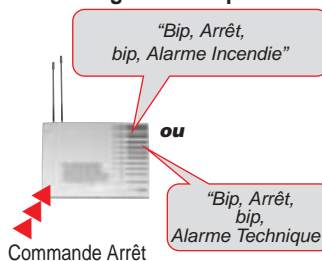 “Bip, Arrêt,
bip, Alarme Incendie”
ou
“Bip, Arrêt,
bip,
Alarme Technique
Commande Arrêt